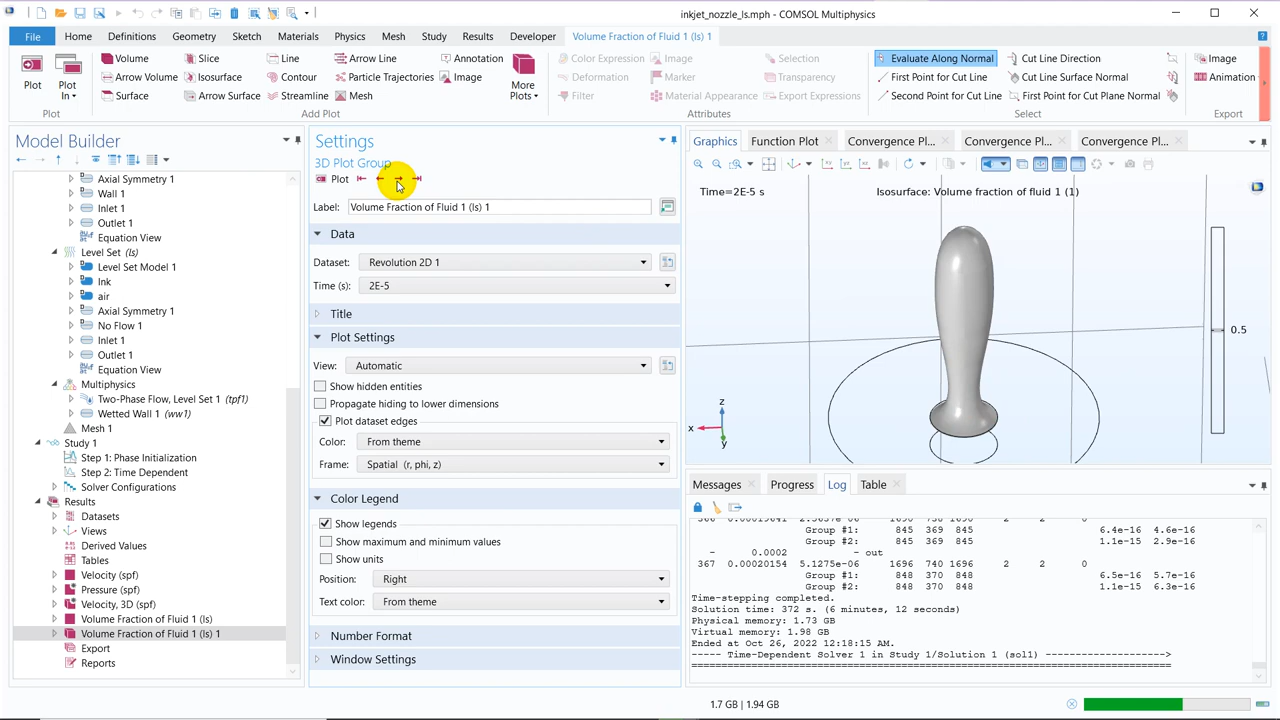 inkjet_nozzle_ls.mph - COMSOL Multiphysics
File Home Definitions Geometry Sketch Materials Physics Mesh Study Results Developer Volume Fraction of Fluid 1 (ls) 1
Plot
Plot In
Plot
Volume Slice Line Arrow Line Annotation
Arrow Volume Isosurface Contour Particle Trajectories Image
Surface Arrow Surface Streamline Mesh
More Plots
Add Plot
Color Expression Image Selection
Deformation Marker Transparency
Filter Material Appearance Export Expressions
Attributes
Evaluate Along Normal Cut Line Direction
First Point for Cut Line Cut Line Surface Normal
Second Point for Cut Line First Point for Cut Plane Normal
Select
Image
Animation
Export
Model Builder
Axial Symmetry 1
Wall 1
Inlet 1
Outlet 1
Equation View
Level Set (ls)
Level Set Model 1
Ink
air
Axial Symmetry 1
No Flow 1
Inlet 1
Outlet 1
Equation View
Multiphysics
Two-Phase Flow, Level Set 1 (tpf1)
Wetted Wall 1 (ww1)
Mesh 1
Study 1
Step 1: Phase Initialization
Step 2: Time Dependent
Solver Configurations
Results
Datasets
Views
Derived Values
Tables
Velocity (spf)
Pressure (spf)
Velocity, 3D (spf)
Volume Fraction of Fluid 1 (ls)
Volume Fraction of Fluid 1 (ls) 1
Export
Reports
Settings
3D Plot Group
Plot
Label: Volume Fraction of Fluid 1 (ls) 1
Data
Dataset: Revolution 2D 1
Time (s): 2E-5
Title
Plot Settings
View: Automatic
Show hidden entities
Propagate hiding to lower dimensions
Plot dataset edges
Color: From theme
Frame: Spatial (r, phi, z)
Color Legend
Show legends
Show maximum and minimum values
Show units
Position: Right
Text color: From theme
Number Format
Window Settings
Graphics Function Plot Convergence Pl... Convergence Pl... Convergence Pl...
Time=2E-5 s Isosurface: Volume fraction of fluid 1 (1)
0.5
z
x
y
Messages Progress Log Table
Group #1: 845 369 845 6.4e-16 4.6e-16
Group #2: 845 369 845 1.1e-15 2.9e-16
- 0.0002 - out
367 0.00020154 5.1275e-06 1696 740 1696 2 2 0
Group #1: 848 370 848 6.5e-16 5.7e-16
Group #2: 848 370 848 1.1e-15 6.3e-16
Time-stepping completed.
Solution time: 372 s. (6 minutes, 12 seconds)
Physical memory: 1.73 GB
Virtual memory: 1.98 GB
Ended at Oct 26, 2022 12:18:15 AM.
----- Time-Dependent Solver 1 in Study 1/Solution 1 (sol1) -------------------->
1.7 GB | 1.94 GB